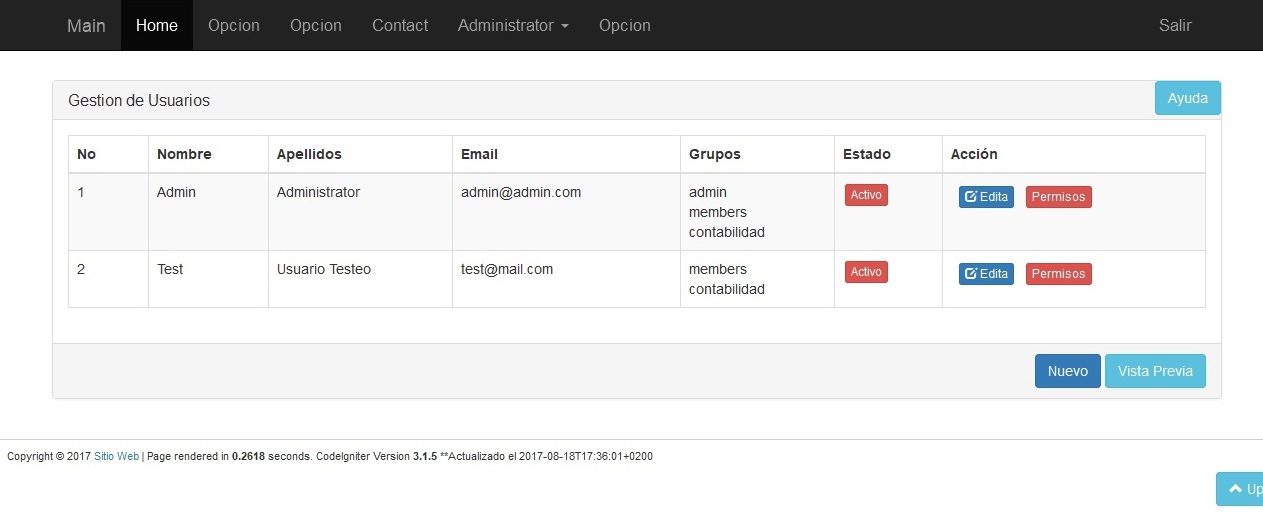 Main Home Opcion Opcion Contact Administrator Opcion Salir
Gestion de Usuarios Ayuda
No Nombre Apellidos Email Grupos Estado Acción
1 Admin Administrator admin@admin.com admin Activo Edita Permisos
members
contabilidad
2 Test Usuario Testeo test@mail.com members Activo Edita Permisos
contabilidad
Nuevo Vista Previa
Copyright © 2017 Sitio Web | Page rendered in 0.2618 seconds. CodeIgniter Version 3.1.5 **Actualizado el 2017-08-18T17:36:01+0200
Up